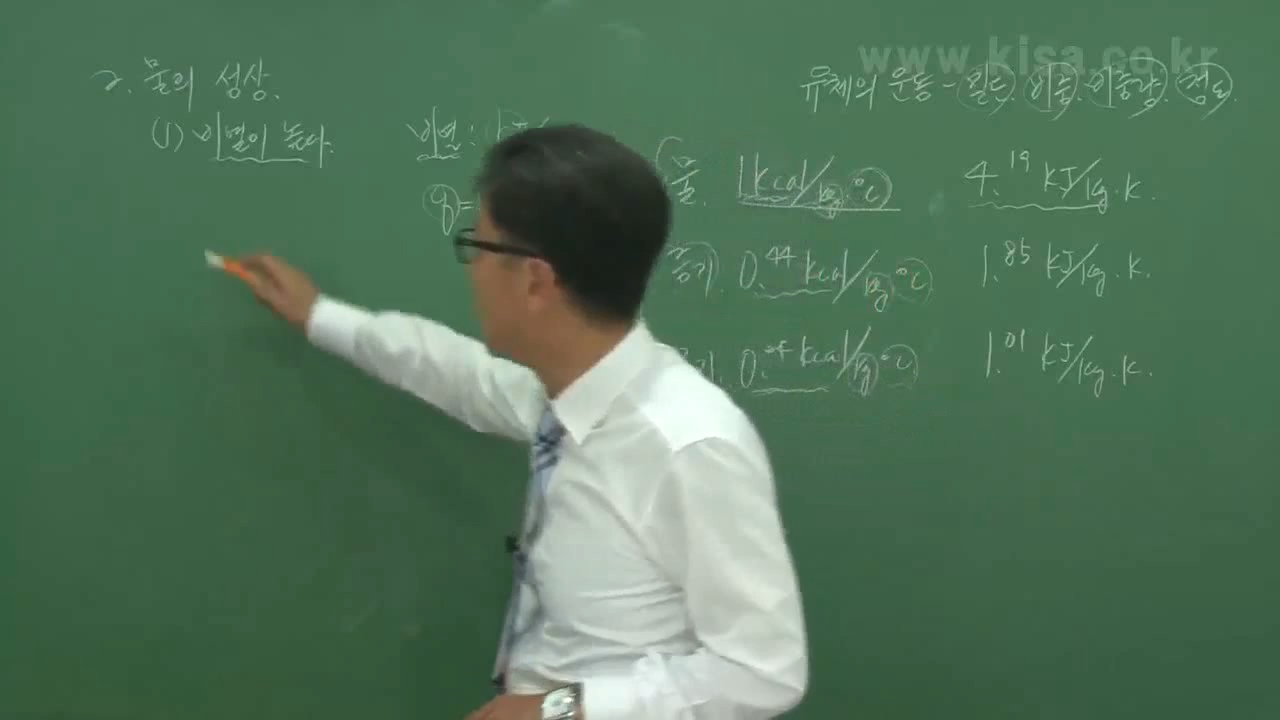 www.kisa.co.kr
2. 물의 성상.
유체의 운동 - 밀도. 비중. 비중량. 점도.
(1) 비열이 높다.
비열 :
q =
물. 1kcal/kg℃ 4.19 kJ/kg.K.
증기. 0.44 kcal/kg℃ 1.85 kJ/kg.K.
0.24 kcal/kg℃ 1.01 kJ/kg.K.